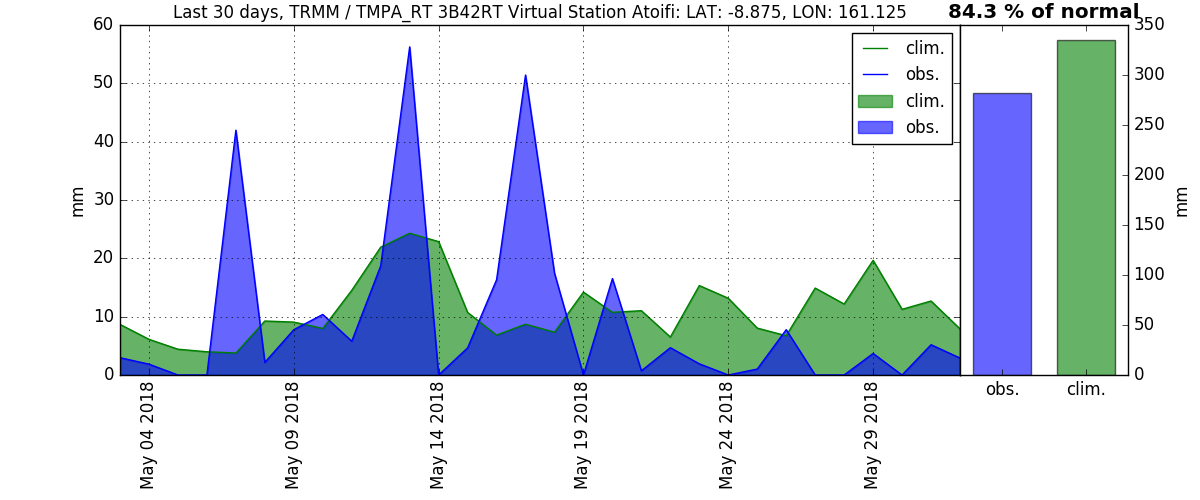 Last 30 days, TRMM / TMPA_RT 3B42RT Virtual Station Atoifi: LAT: -8.875, LON: 161.125
84.3 % of normal
60
50
40
30
20
10
0
mm
clim.
obs.
clim.
obs.
May 04 2018
May 09 2018
May 14 2018
May 19 2018
May 24 2018
May 29 2018
350
300
250
200
150
100
50
0
mm
obs.
clim.